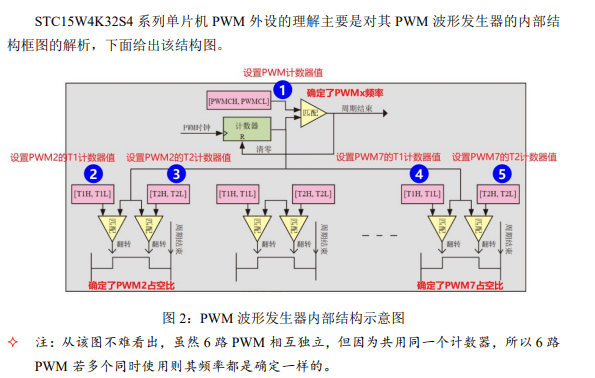 STC15W4K32S4 系列单片机 PWM 外设的理解主要是对其 PWM 波形发生器的内部结
构框图的解析，下面给出该结构图。
设置PWM计数器值
1
确定了PWMx频率
[PWMCH, PWMCL]
匹配
周期结束
PWM时钟
计数器
R
清零
设置PWM2的T1计数器值 设置PWM2的T2计数器值 设置PWM7的T1计数器值 设置PWM7的T2计数器值
2 3 4 5
[T1H, T1L] [T2H, T2L] [T1H, T1L] [T2H, T2L] [T1H, T1L] [T2H, T2L]
匹配 匹配 匹配 匹配 匹配 匹配
翻转 翻转 周期结束 翻转 翻转 周期结束 翻转 翻转 周期结束
确定了PWM2占空比 确定了PWM7占空比
图 2：PWM 波形发生器内部结构示意图
✧ 注：从该图不难看出，虽然 6 路 PWM 相互独立，但因为共用同一个计数器，所以 6 路
PWM 若多个同时使用则其频率都是确定一样的。